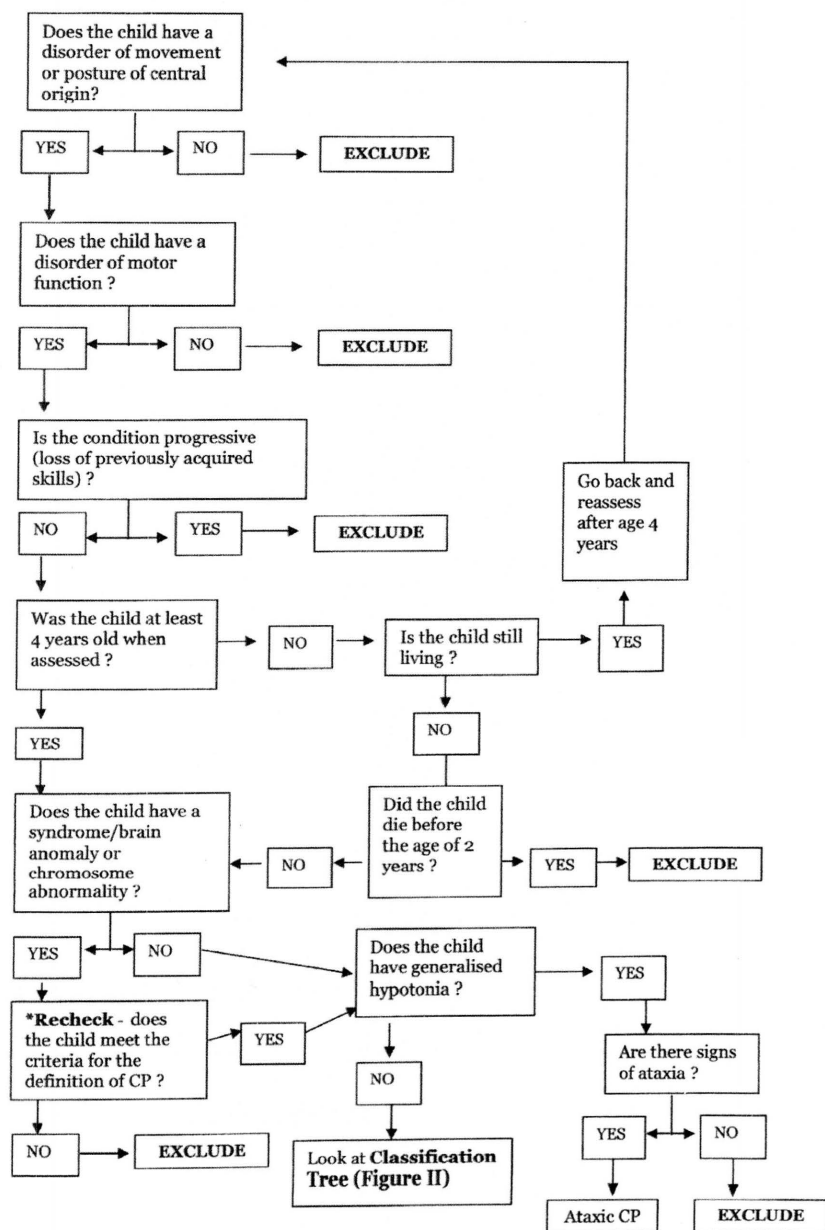 Does the child have a
disorder of movement
or posture of central
origin?
YES
NO
EXCLUDE
Does the child have a
disorder of motor
function ?
YES
NO
EXCLUDE
Is the condition progressive
(loss of previously acquired
skills) ?
NO
YES
EXCLUDE
Go back and
reassess
after age 4
years
Was the child at least
4 years old when
assessed ?
NO
Is the child still
living ?
YES
YES
NO
Does the child have a
syndrome/brain
anomaly or
chromosome
abnormality ?
NO
Did the child
die before
the age of 2
years ?
YES
EXCLUDE
YES
NO
Does the child
have generalised
hypotonia ?
YES
*Recheck - does
the child meet the
criteria for the
definition of CP ?
YES
NO
Are there signs
of ataxia ?
NO
EXCLUDE
Look at Classification
Tree (Figure II)
YES
NO
Ataxic CP
EXCLUDE